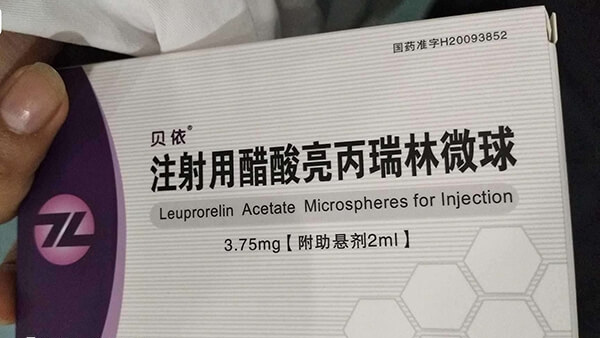 国药准字H20093852
贝依®
注射用醋酸亮丙瑞林微球
Leuprorelin Acetate Microspheres for Injection
3.75mg【附助悬剂2ml】